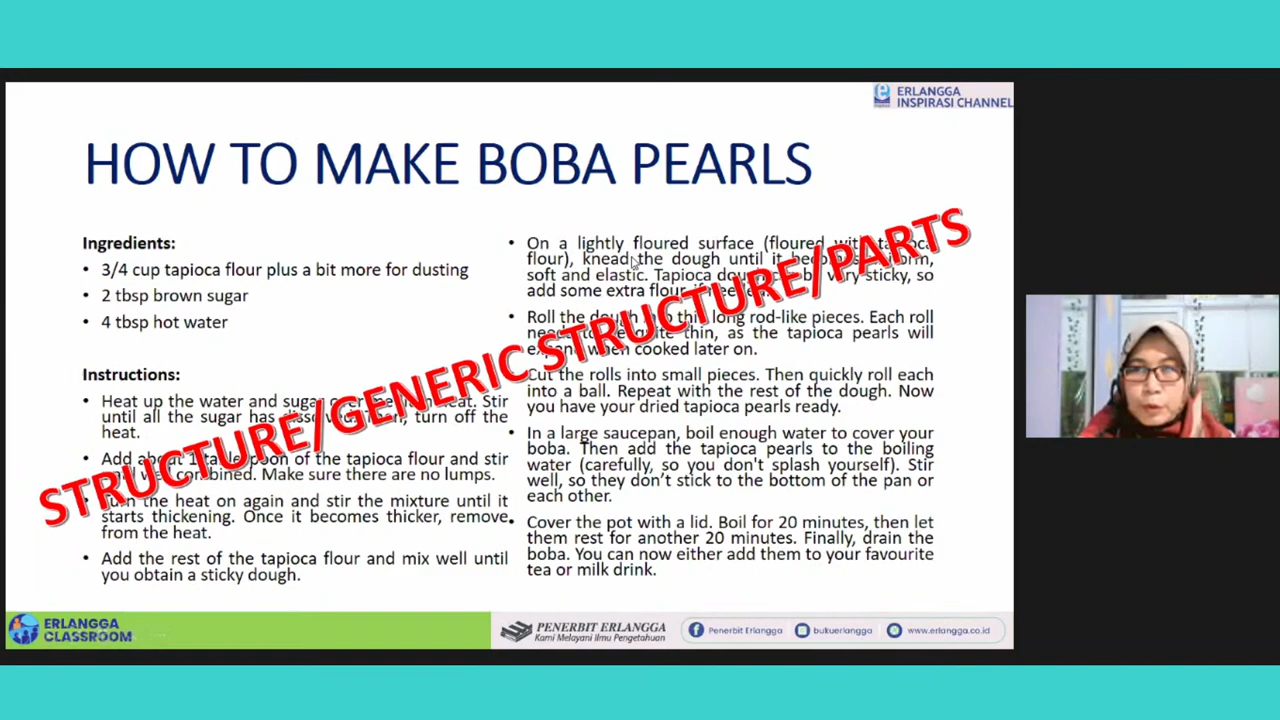 ERLANGGA
INSPIRASI CHANNEL
HOW TO MAKE BOBA PEARLS
Ingredients:
• 3/4 cup tapioca flour plus a bit more for dusting
• 2 tbsp brown sugar
• 4 tbsp hot water
Instructions:
• Heat up the water and sugar over heat. Stir
until all the sugar has turn off the
heat.
• Add about 1 of the tapioca flour and stir
well combined. Make sure there are no lumps.
• Turn the heat on again and stir the mixture until it
starts thickening. Once it becomes thicker, remove
from the heat.
• Add the rest of the tapioca flour and mix well until
you obtain a sticky dough.
• On a lightly floured surface (floured with tapioca
flour), knead the dough until it becomes uniform,
soft and elastic. Tapioca dough be very sticky, so
add some extra flour, if needed.
• Roll the dough into thin long rod-like pieces. Each roll
needs to be quite thin, as the tapioca pearls will
expand when cooked later on.
Cut the rolls into small pieces. Then quickly roll each
into a ball. Repeat with the rest of the dough. Now
you have your dried tapioca pearls ready.
• In a large saucepan, boil enough water to cover your
boba. Then add the tapioca pearls to the boiling
water (carefully, so you don't splash yourself). Stir
well, so they don’t stick to the bottom of the pan or
each other.
• Cover the pot with a lid. Boil for 20 minutes, then let
them rest for another 20 minutes. Finally, drain the
boba. You can now either add them to your favourite
tea or milk drink.
STRUCTURE/GENERIC STRUCTURE/PARTS
ERLANGGA
CLASSROOM
PENERBIT ERLANGGA
Kami Melayani Ilmu Pengetahuan
Penerbit Erlangga
bukuerlangga
www.erlangga.co.id